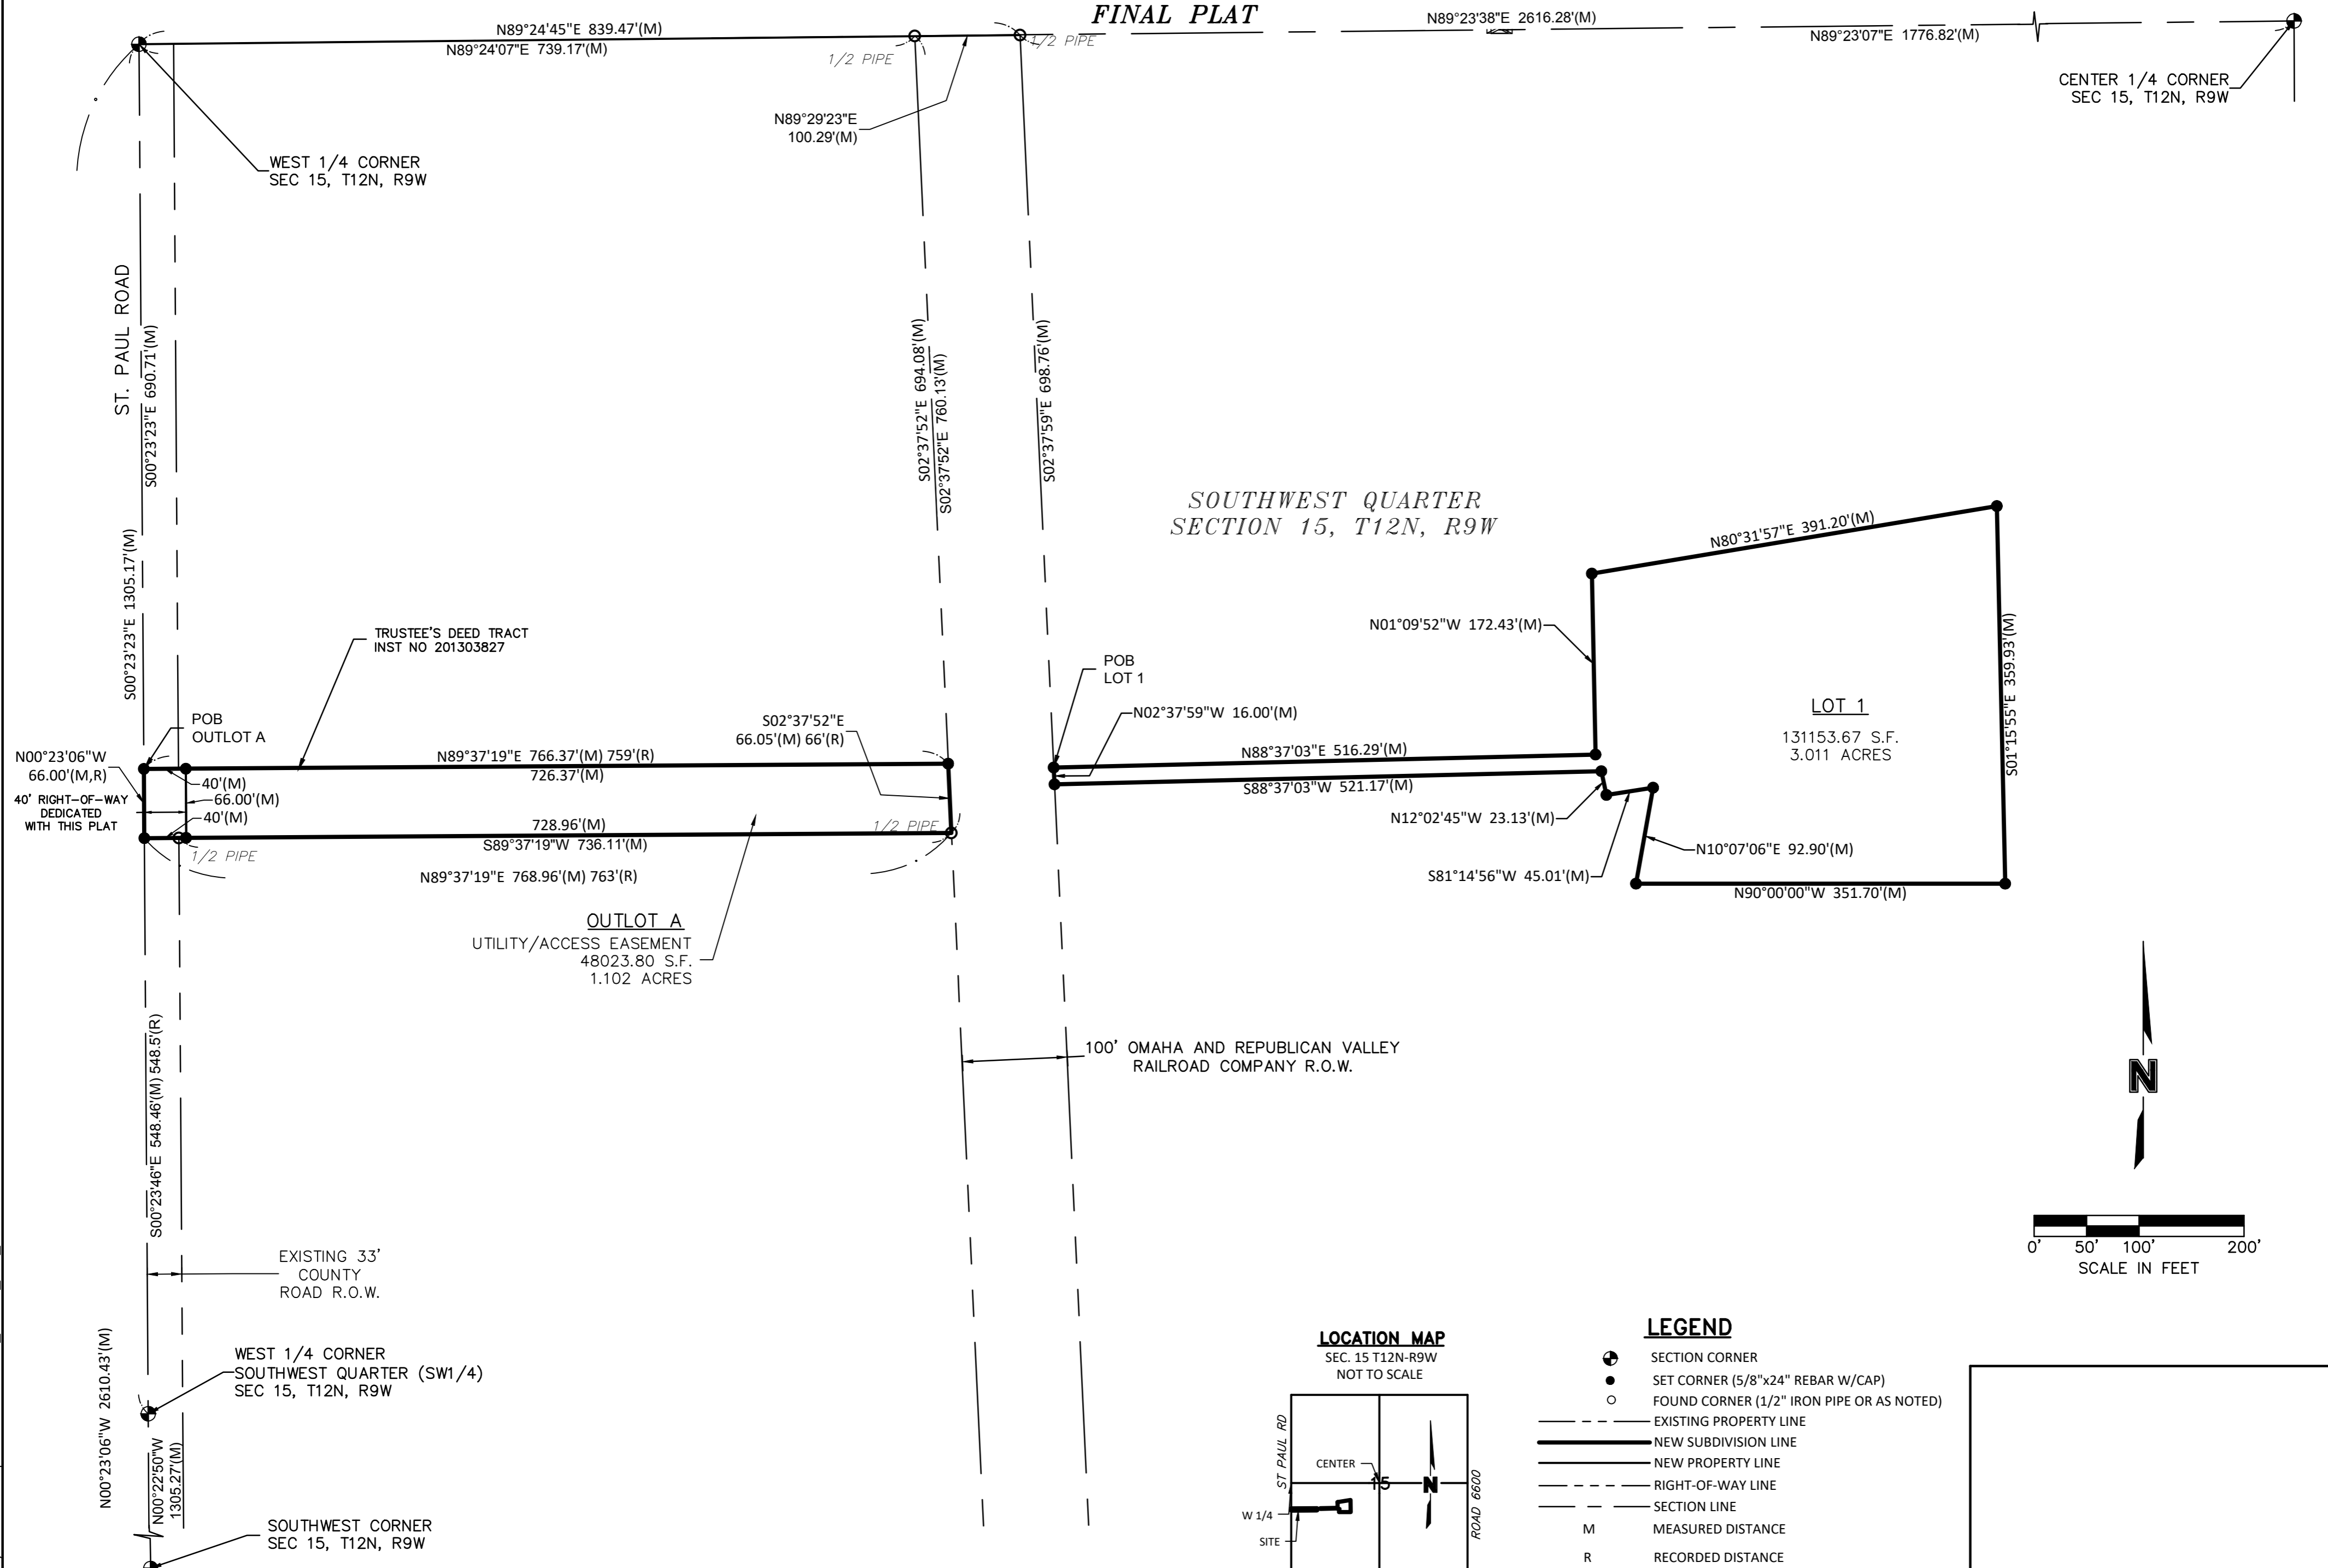 FINAL PLAT
N89°24'45"E 839.47'(M)
N89°24'07"E 739.17'(M)
1/2 PIPE
1/2 PIPE
N89°23'38"E 2616.28'(M)
N89°23'07"E 1776.82'(M)
CENTER 1/4 CORNER
SEC 15, T12N, R9W
N89°29'23"E
100.29'(M)
WEST 1/4 CORNER
SEC 15, T12N, R9W
ST. PAUL ROAD
S00°23'23"E 690.71'(M)
S00°23'23"E 1305.17'(M)
S02°37'52"E 694.08'(M)
S02°37'52"E 760.13'(M)
S02°37'59"E 698.76'(M)
SOUTHWEST QUARTER
SECTION 15, T12N, R9W
N80°31'57"E 391.20'(M)
N01°09'52"W 172.43'(M)
S01°15'55"E 359.93'(M)
TRUSTEE'S DEED TRACT
INST NO 201303827
POB
LOT 1
N02°37'59"W 16.00'(M)
LOT 1
131153.67 S.F.
3.011 ACRES
POB
OUTLOT A
S02°37'52"E
66.05'(M) 66'(R)
N00°23'06"W
66.00'(M,R)
N89°37'19"E 766.37'(M) 759'(R)
726.37'(M)
N88°37'03"E 516.29'(M)
S88°37'03"W 521.17'(M)
40'(M)
66.00'(M)
40'(M)
40' RIGHT-OF-WAY
DEDICATED
WITH THIS PLAT
728.96'(M)
1/2 PIPE
S89°37'19"W 736.11'(M)
1/2 PIPE
N89°37'19"E 768.96'(M) 763'(R)
N12°02'45"W 23.13'(M)
N10°07'06"E 92.90'(M)
S81°14'56"W 45.01'(M)
N90°00'00"W 351.70'(M)
OUTLOT A
UTILITY/ACCESS EASEMENT
48023.80 S.F.
1.102 ACRES
S00°23'46"E 548.46'(M) 548.5'(R)
100' OMAHA AND REPUBLICAN VALLEY
RAILROAD COMPANY R.O.W.
N
0' 50' 100' 200'
SCALE IN FEET
EXISTING 33'
COUNTY
ROAD R.O.W.
N00°23'06"W 2610.43'(M)
WEST 1/4 CORNER
SOUTHWEST QUARTER (SW1/4)
SEC 15, T12N, R9W
N00°22'50"W
1305.27'(M)
SOUTHWEST CORNER
SEC 15, T12N, R9W
LOCATION MAP
SEC. 15 T12N-R9W
NOT TO SCALE
ST PAUL RD
CENTER
15
N
ROAD 6600
W 1/4
SITE
LEGEND
SECTION CORNER
SET CORNER (5/8"x24" REBAR W/CAP)
FOUND CORNER (1/2" IRON PIPE OR AS NOTED)
EXISTING PROPERTY LINE
NEW SUBDIVISION LINE
NEW PROPERTY LINE
RIGHT-OF-WAY LINE
SECTION LINE
M MEASURED DISTANCE
R RECORDED DISTANCE